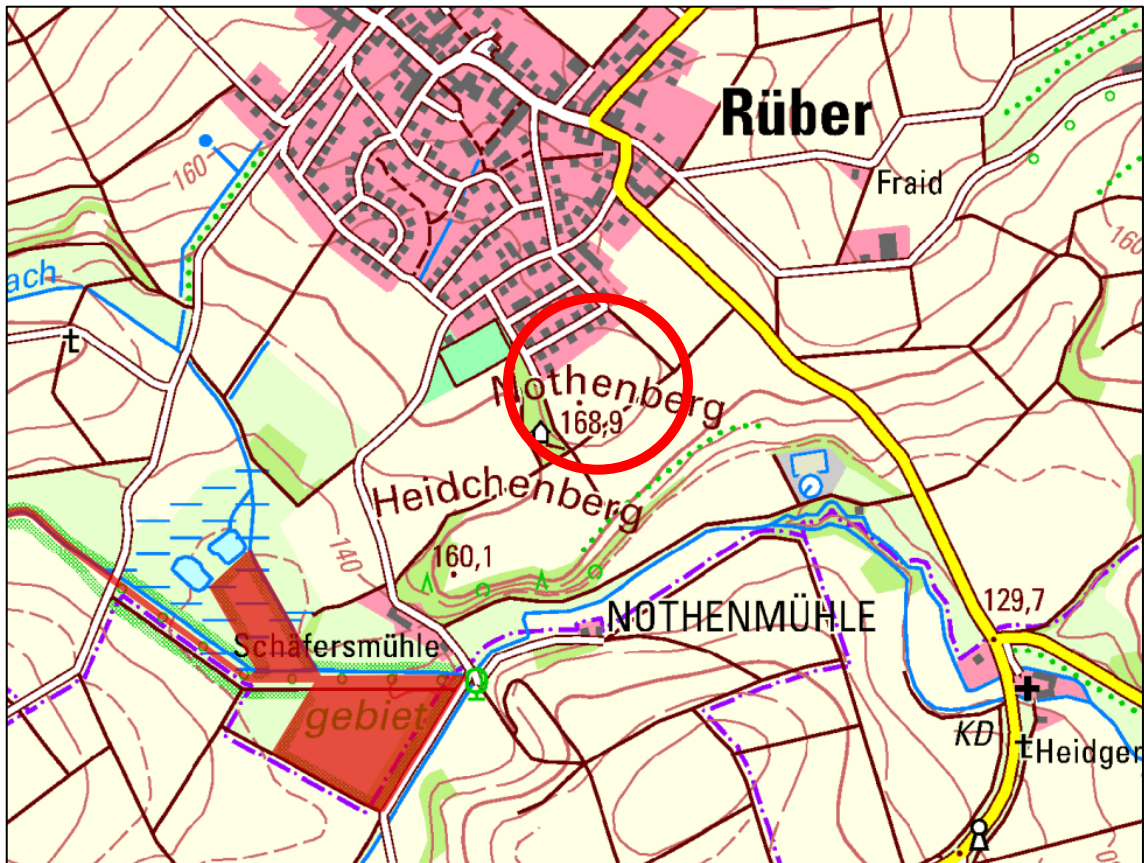 Rüber
160
Fraid
160
ach
Nothenberg
168,9
Heidchenberg
140
160,1
129,7
NOTHENMÜHLE
Schäfersmühle
gebiet
KD
Heidger